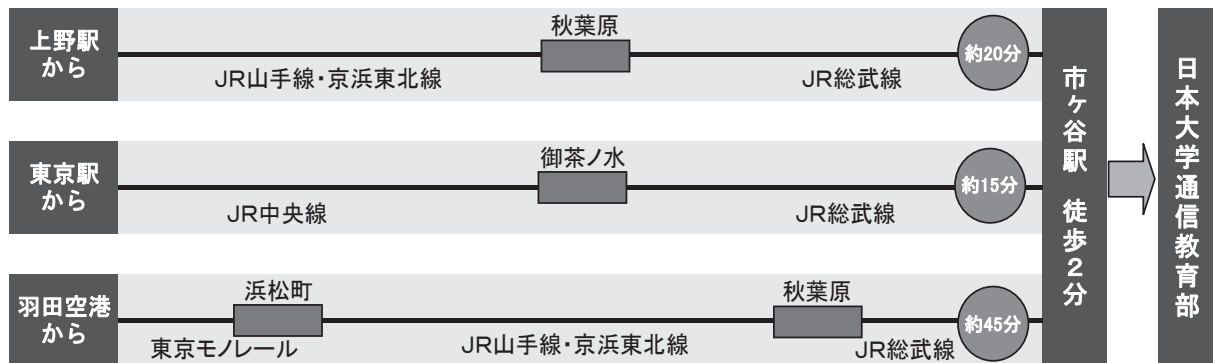 上野駅
から
秋葉原
JR山手線・京浜東北線
JR総武線
約20分
東京駅
から
御茶ノ水
JR中央線
JR総武線
約15分
羽田空港
から
浜松町
秋葉原
東京モノレール
JR山手線・京浜東北線
JR総武線
約45分
市ヶ谷駅 徒歩2分
日本大学通信教育部